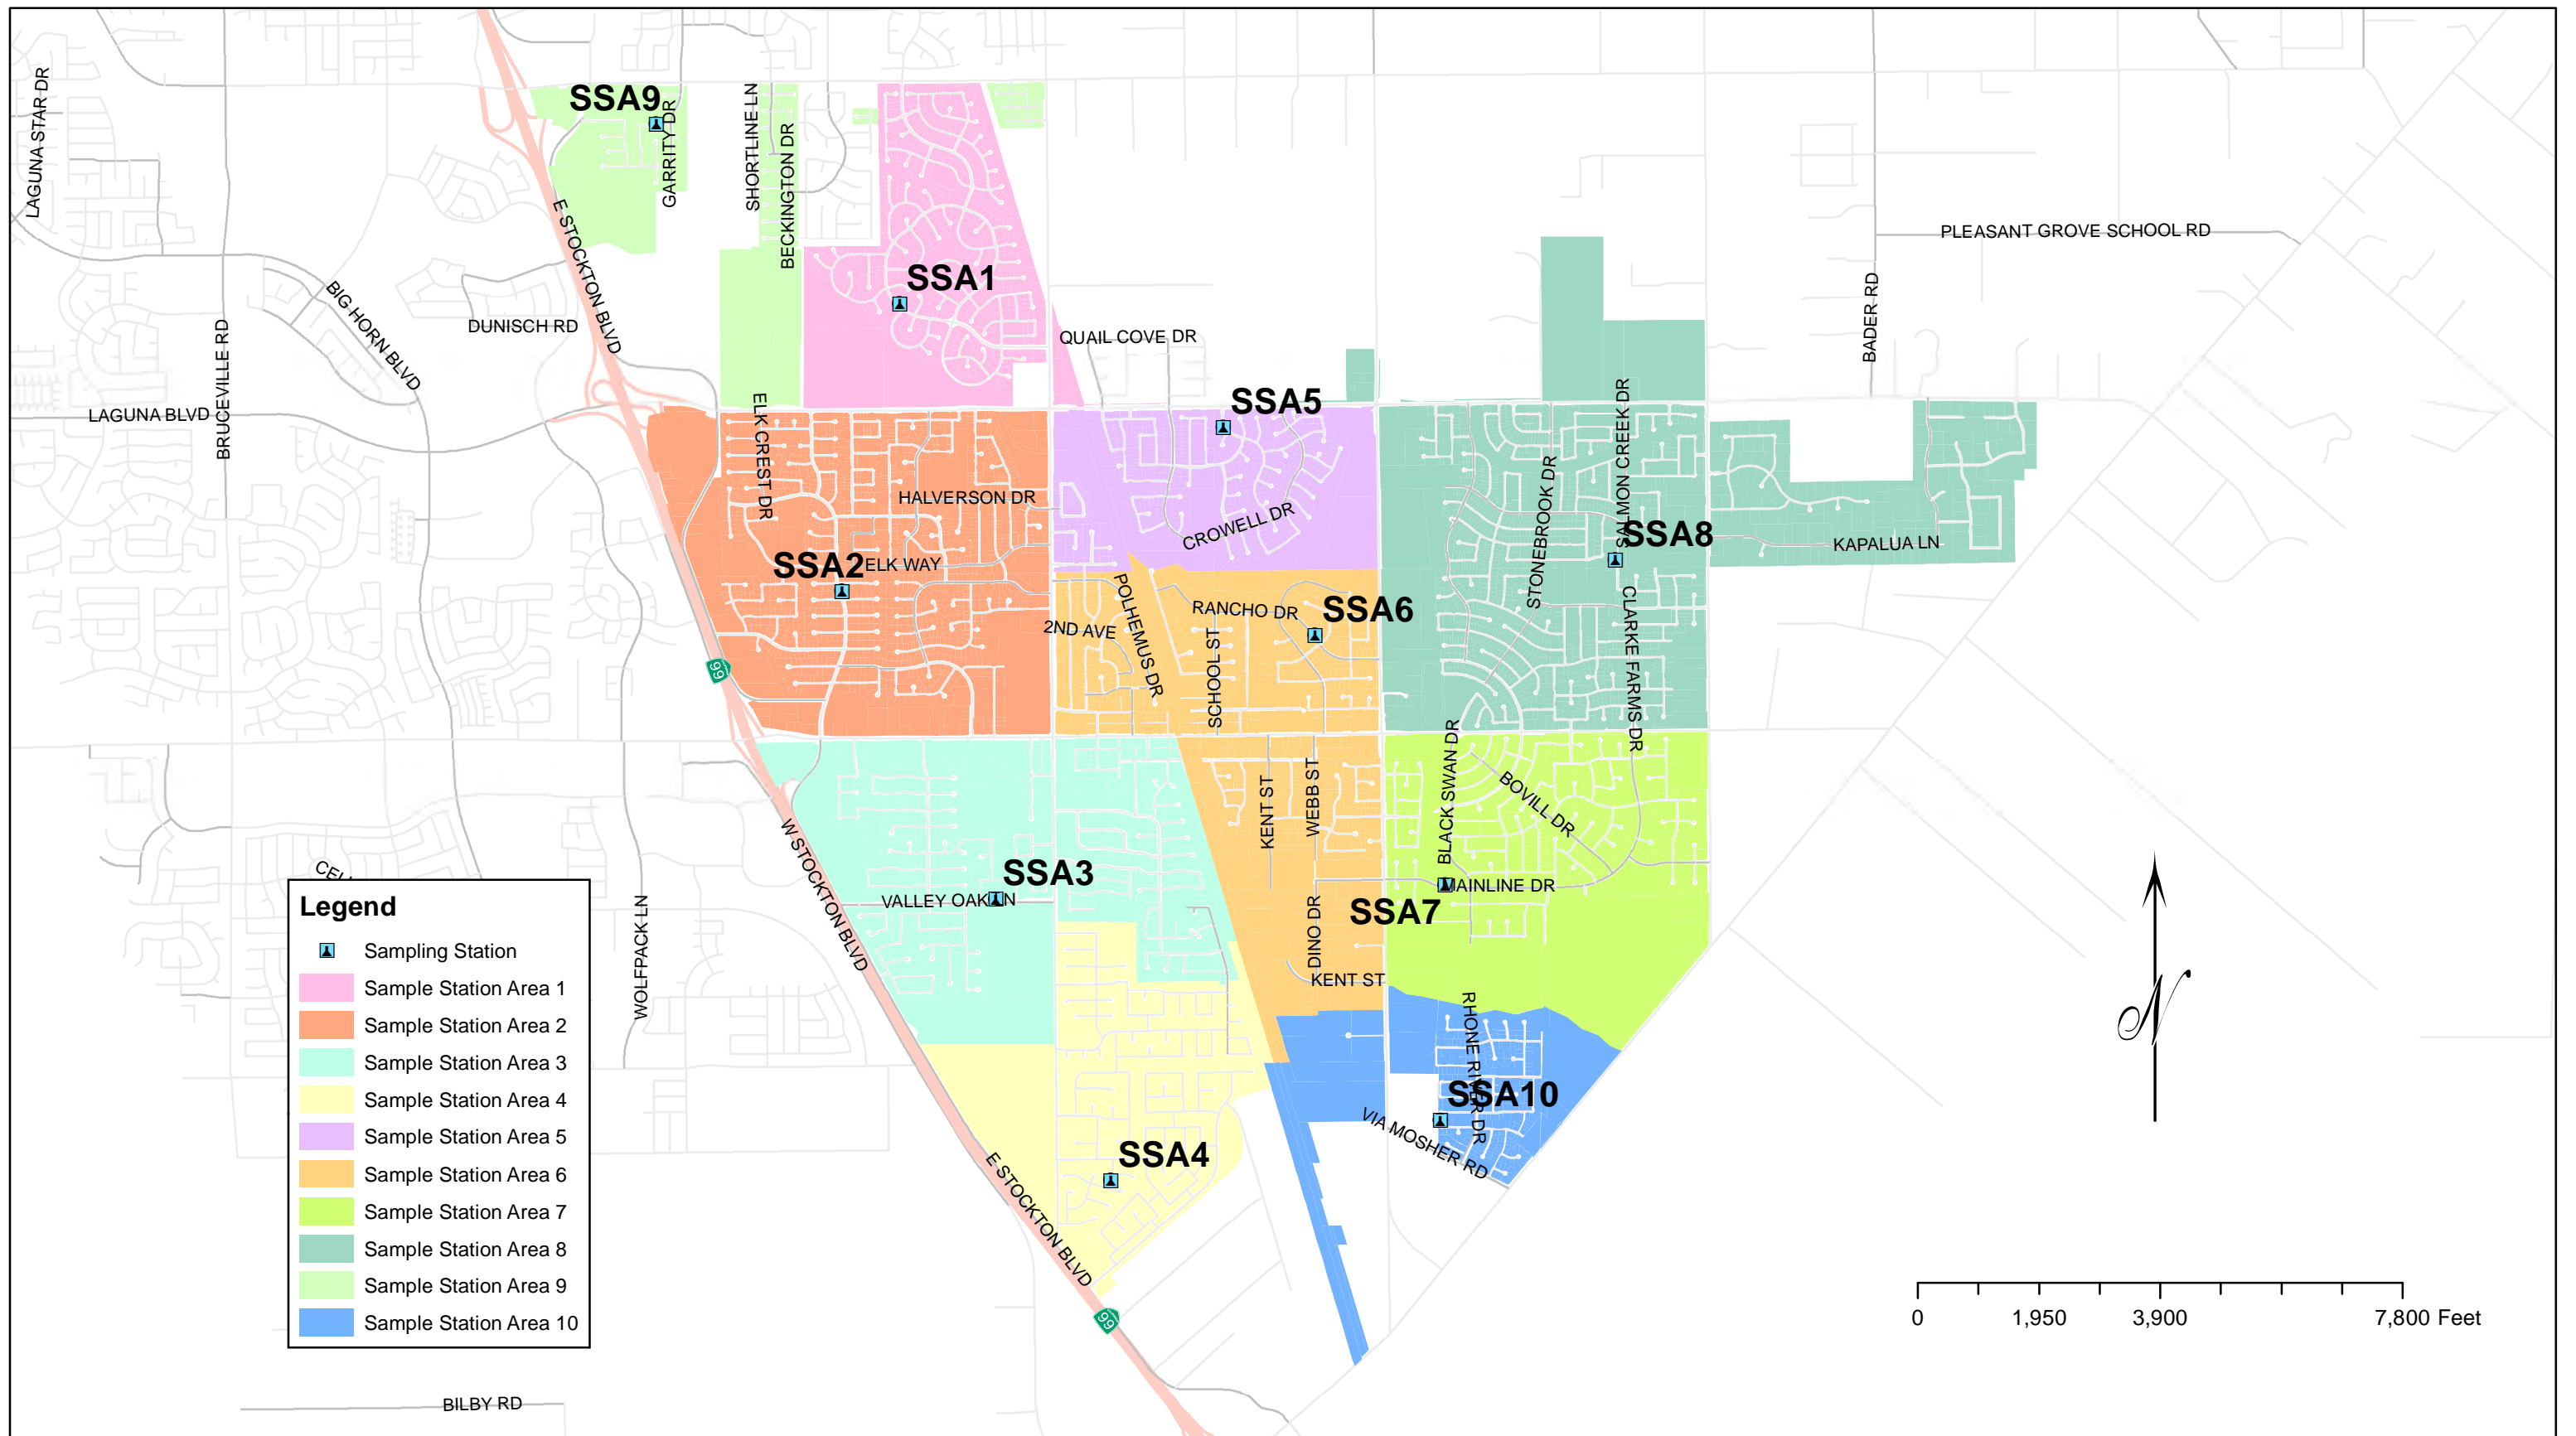 LAGUNA STAR DR
SSA9
GARRITY DR
SHORTLINE LN
BECKINGTON DR
E STOCKTON BLVD
PLEASANT GROVE SCHOOL RD
BIG HORN BLVD
DUNISCH RD
SSA1
BADER RD
BRUCEVILLE RD
QUAIL COVE DR
LAGUNA BLVD
ELK CREST DR
SSA5
SALMON CREEK DR
HALVERSON DR
CROWELL DR
STONEBROOK DR
SSA8
KAPALUA LN
SSA2
ELK WAY
POLHEMUS DR
RANCHO DR
SSA6
2ND AVE
SCHOOL ST
CLARKE FARMS DR
99
BLACK SWAN DR
BOVILL DR
KENT ST
WEBB ST
W STOCKTON BLVD
SSA3
VALLEY OAK LN
MAINLINE DR
SSA7
DINO DR
KENT ST
WOLFPACK LN
RHONE RIVER DR
SSA10
VIA MOSHER RD
SSA4
E STOCKTON BLVD
99
BILBY RD
Legend
Sampling Station
Sample Station Area 1
Sample Station Area 2
Sample Station Area 3
Sample Station Area 4
Sample Station Area 5
Sample Station Area 6
Sample Station Area 7
Sample Station Area 8
Sample Station Area 9
Sample Station Area 10
N
0 1,950 3,900 7,800 Feet